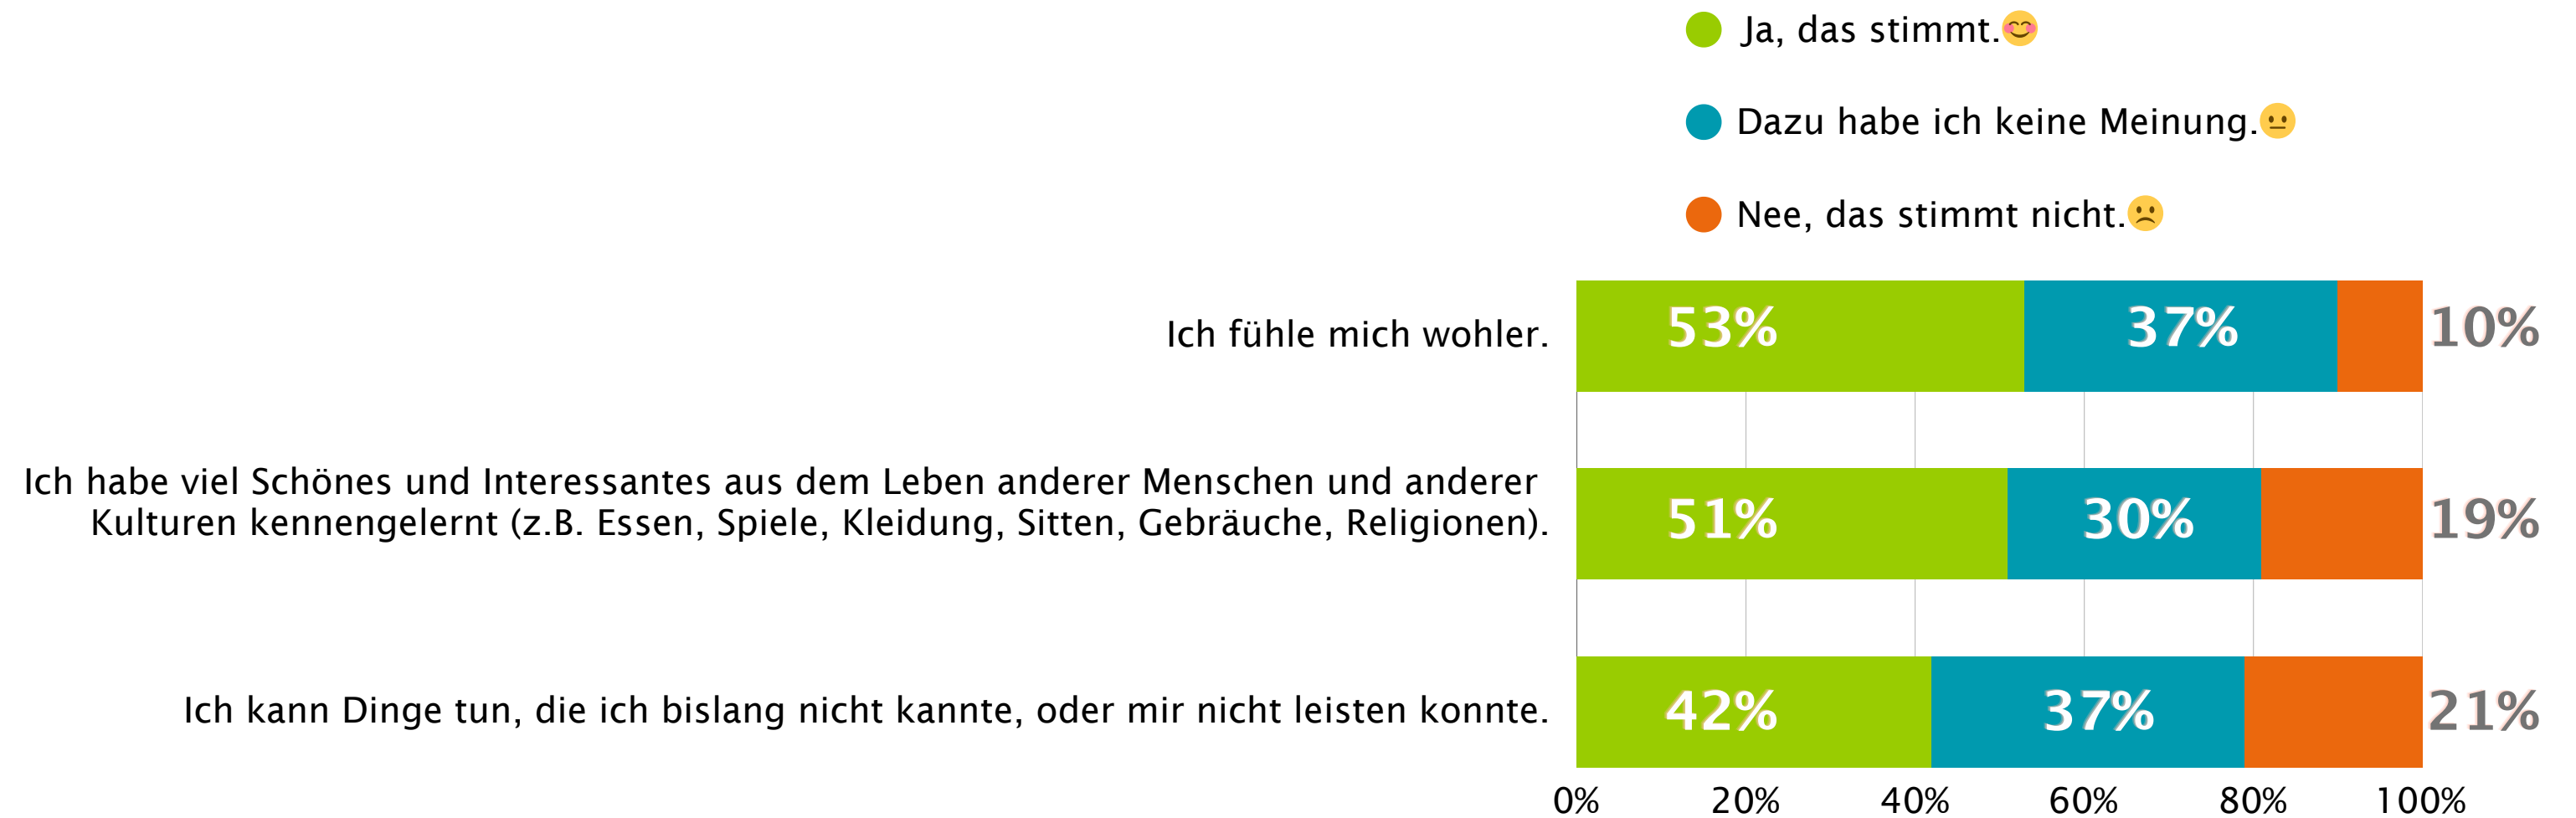 Ja, das stimmt.😊
Dazu habe ich keine Meinung.😐
Nee, das stimmt nicht.🙁
Ich fühle mich wohler.
53%
37%
10%
Ich habe viel Schönes und Interessantes aus dem Leben anderer Menschen und anderer
Kulturen kennengelernt (z.B. Essen, Spiele, Kleidung, Sitten, Gebräuche, Religionen).
51%
30%
19%
Ich kann Dinge tun, die ich bislang nicht kannte, oder mir nicht leisten konnte.
42%
37%
21%
0% 20% 40% 60% 80% 100%